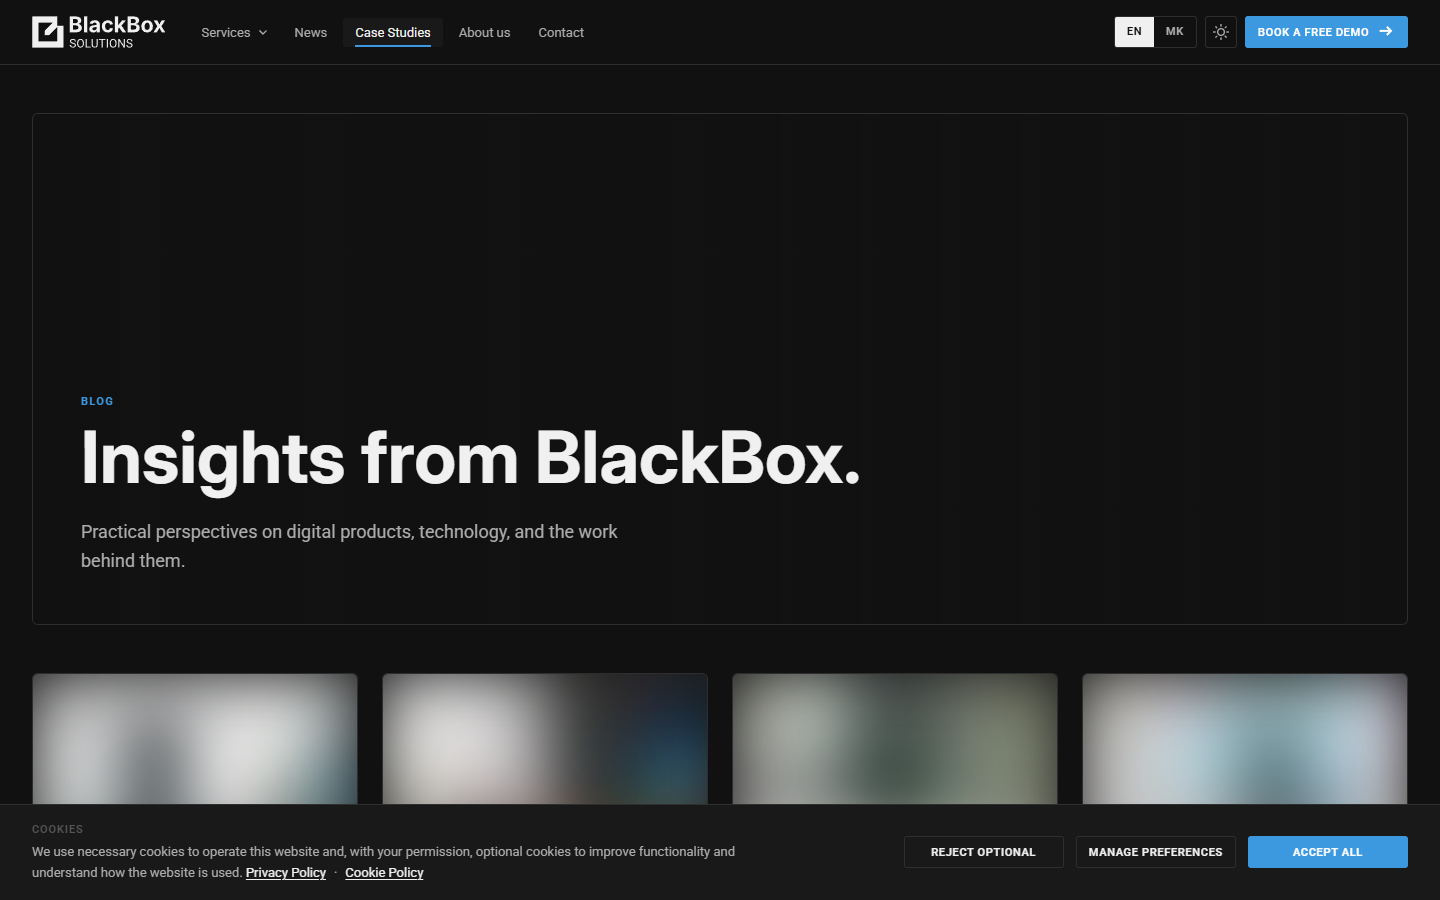 BlackBox
SOLUTIONS
Services
News
Case Studies
About us
Contact
EN
MK
BOOK A FREE DEMO
BLOG
Insights from BlackBox.
Practical perspectives on digital products, technology, and the work
behind them.
COOKIES
We use necessary cookies to operate this website and, with your permission, optional cookies to improve functionality and
understand how the website is used. Privacy Policy · Cookie Policy
REJECT OPTIONAL
MANAGE PREFERENCES
ACCEPT ALL